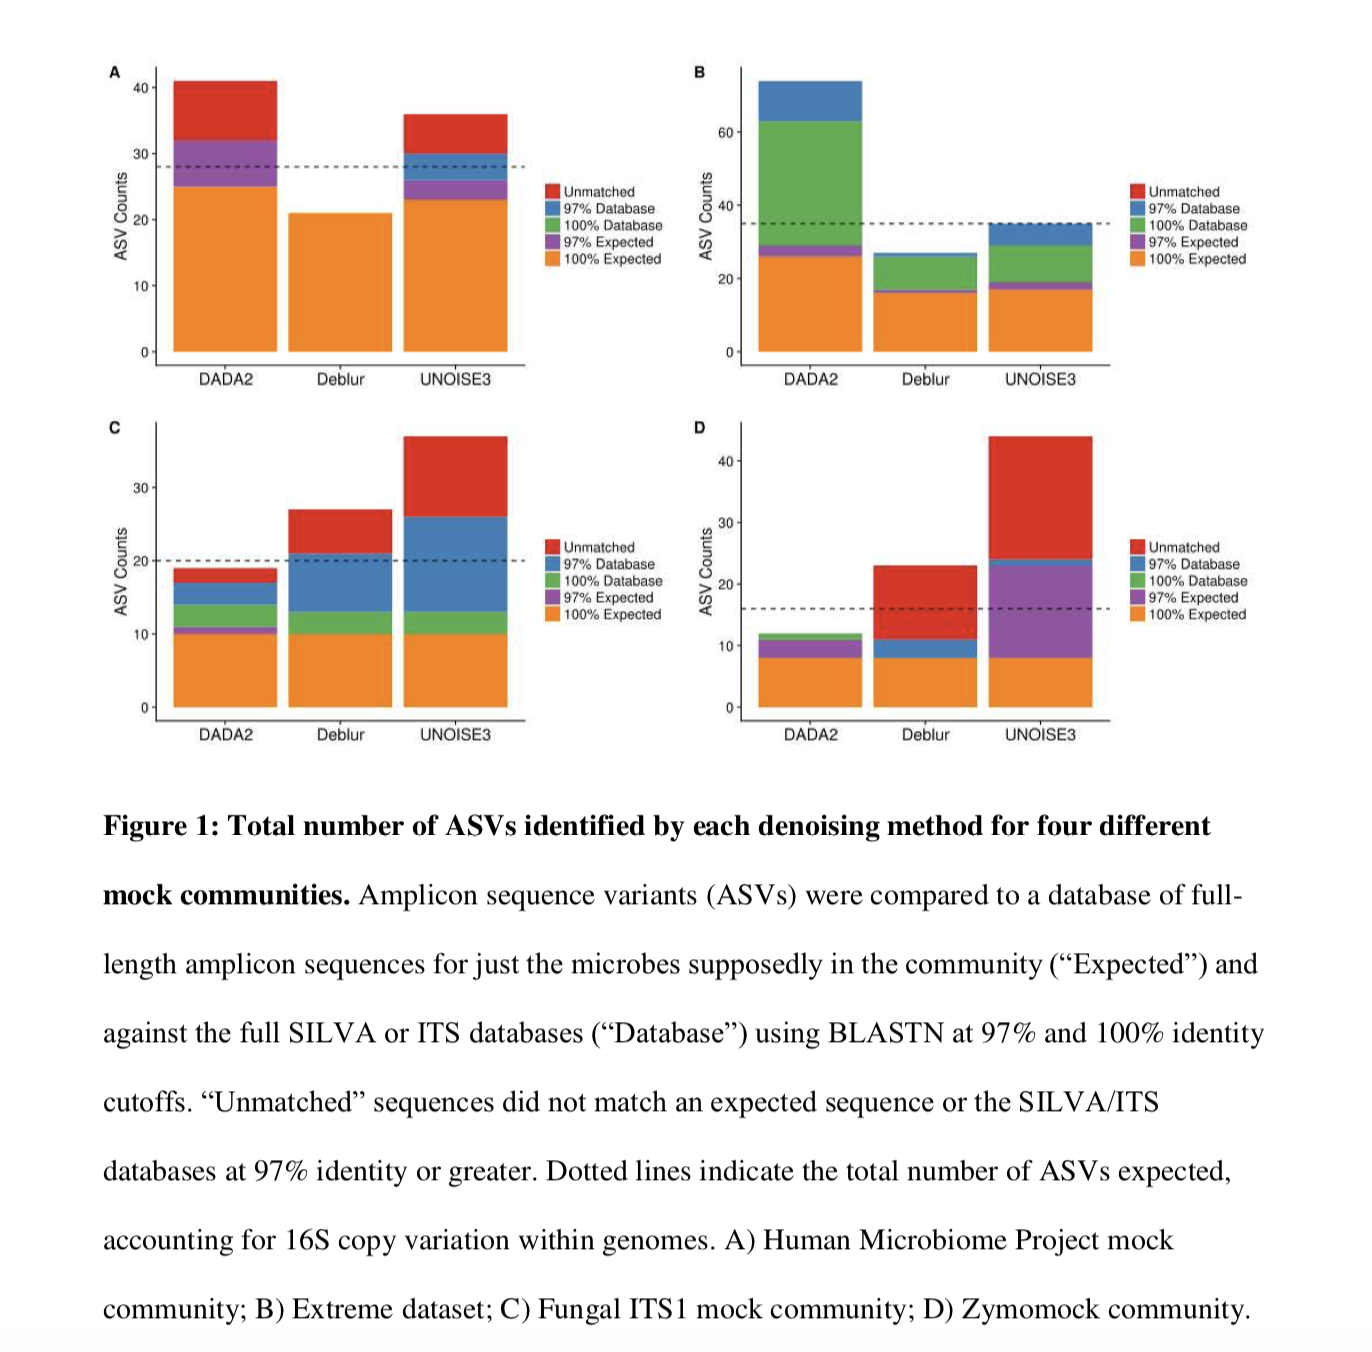 A
ASV Counts
40
30
20
10
0
DADA2 Deblur UNOISE3
Unmatched
97% Database
100% Database
97% Expected
100% Expected
B
ASV Counts
60
40
20
0
DADA2 Deblur UNOISE3
Unmatched
97% Database
100% Database
97% Expected
100% Expected
C
ASV Counts
30
20
10
0
DADA2 Deblur UNOISE3
Unmatched
97% Database
100% Database
97% Expected
100% Expected
D
ASV Counts
40
30
20
10
0
DADA2 Deblur UNOISE3
Unmatched
97% Database
100% Database
97% Expected
100% Expected
Figure 1: Total number of ASVs identified by each denoising method for four different
mock communities. Amplicon sequence variants (ASVs) were compared to a database of full-
length amplicon sequences for just the microbes supposedly in the community (“Expected”) and
against the full SILVA or ITS databases (“Database”) using BLASTN at 97% and 100% identity
cutoffs. “Unmatched” sequences did not match an expected sequence or the SILVA/ITS
databases at 97% identity or greater. Dotted lines indicate the total number of ASVs expected,
accounting for 16S copy variation within genomes. A) Human Microbiome Project mock
community; B) Extreme dataset; C) Fungal ITS1 mock community; D) Zymomock community.